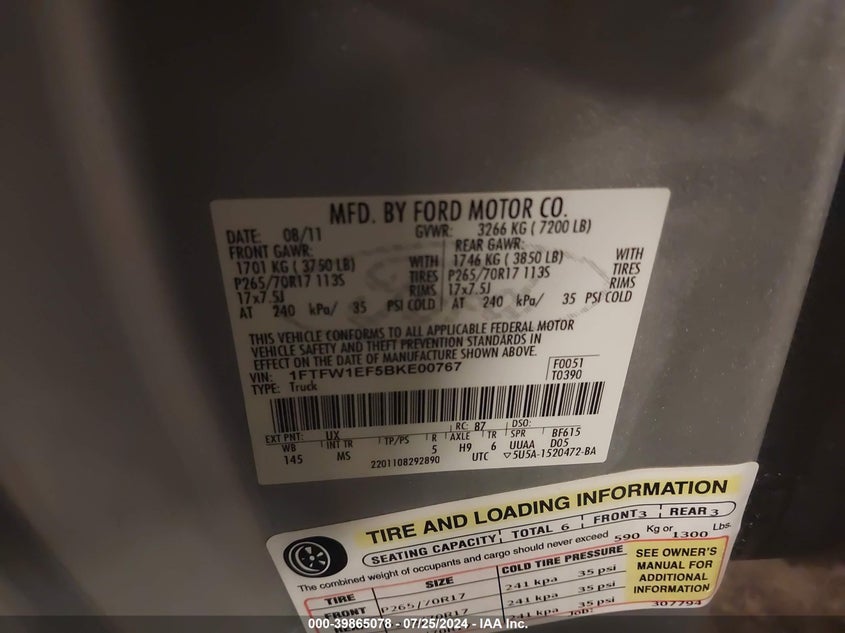 MFD. BY FORD MOTOR CO.
DATE: 08/11 GVWR: 3266 KG ( 7200 LB)
FRONT GAWR: REAR GAWR:
1701 KG ( 3750 LB) WITH 1746 KG ( 3850 LB) WITH
P265/70R17 113S TIRES P265/70R17 113S TIRES
17x7.5J RIMS 17x7.5J RIMS
AT 240 kPa/ 35 PSI COLD AT 240 kPa/ 35 PSI COLD
THIS VEHICLE CONFORMS TO ALL APPLICABLE FEDERAL MOTOR
VEHICLE SAFETY AND THEFT PREVENTION STANDARDS IN
EFFECT ON THE DATE OF MANUFACTURE SHOWN ABOVE.
VIN: 1FTFW1EF5BKE00767 F0051
TYPE: Truck T0390
EXT PNT: UX RC: 87 DSO:
WB INT TR TP/PS R AXLE TR SPR BF615
145 MS 5 H9 6 UUAA D05
2201108292890 UTC ▽5U5A-1520472-BA
TIRE AND LOADING INFORMATION
SEATING CAPACITY TOTAL 6 FRONT 3 REAR 3
The combined weight of occupants and cargo should never exceed 590 Kg or 1300 Lbs.
TIRE SIZE COLD TIRE PRESSURE SEE OWNER'S
FRONT P265/70R17 241 kpa 35 psi MANUAL FOR
241 kpa 35 psi ADDITIONAL
35 psi INFORMATION
307794
000-39865078 - 07/25/2024 - IAA Inc.